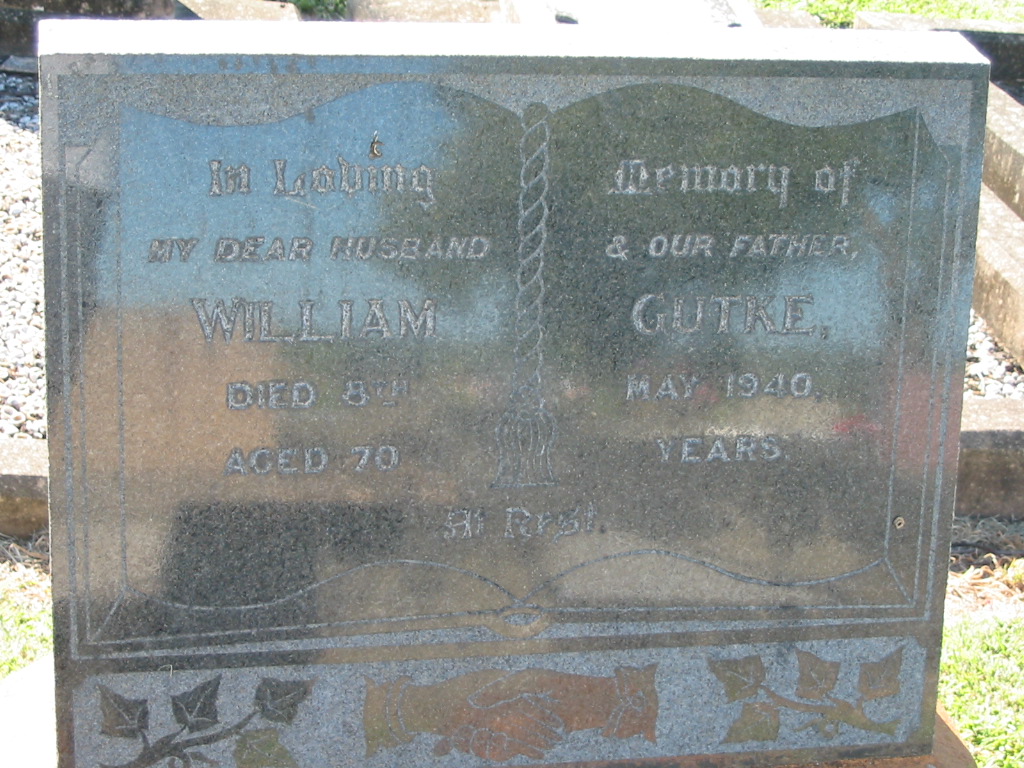 In Loving Memory of
MY DEAR HUSBAND & OUR FATHER,
WILLIAM GUTKE,
DIED 8TH MAY 1940.
AGED 70 YEARS.
At Rest.